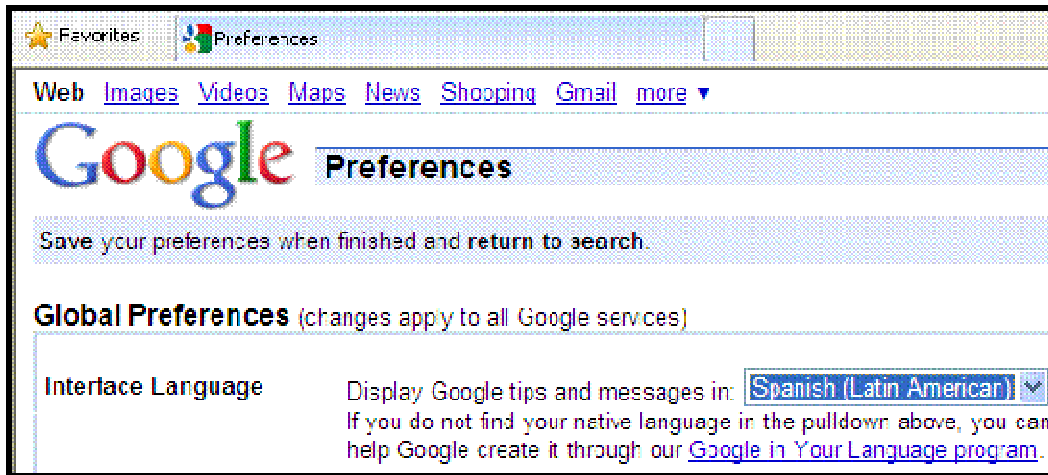 Favorites Preferences
Web Images Videos Maps News Shopping Gmail more ▼
Google Preferences
Save your preferences when finished and return to search.
Global Preferences (changes apply to all Google services)
Interface Language Display Google tips and messages in: Spanish (Latin American)
If you do not find your native language in the pulldown above, you can
help Google create it through our Google in Your Language program.